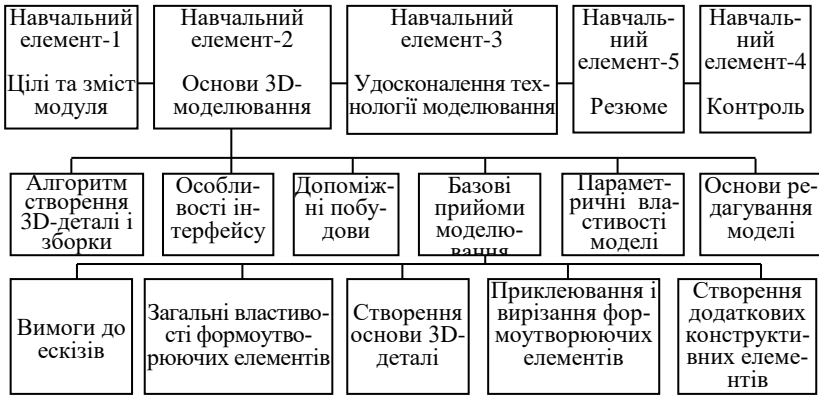 Навчальний
елемент-1
Цілі та зміст
модуля
Навчальний
елемент-2
Основи 3D-
моделювання
Навчальний
елемент-3
Удосконалення тех-
нології моделювання
Навчаль-
ний
елемент-5
Резюме
Навчаль-
ний
елемент-4
Контроль
Алгоритм
створення
3D-деталі і
зборки
Особли-
вості ін-
терфейсу
Допоміж-
ні побу-
дови
Базові
прийоми
моделю-
вання
Парамет-
ричні вла-
стивості
моделі
Основи ре-
дагування
моделі
Вимоги до
ескізів
Загальні властиво-
сті формоутво-
рюючих елементів
Створення
основи 3D-
деталі
Приклеювання і
вирізання фор-
моутворюючих
елементів
Створення
додаткових
конструкти-
вних елеме-
нтів